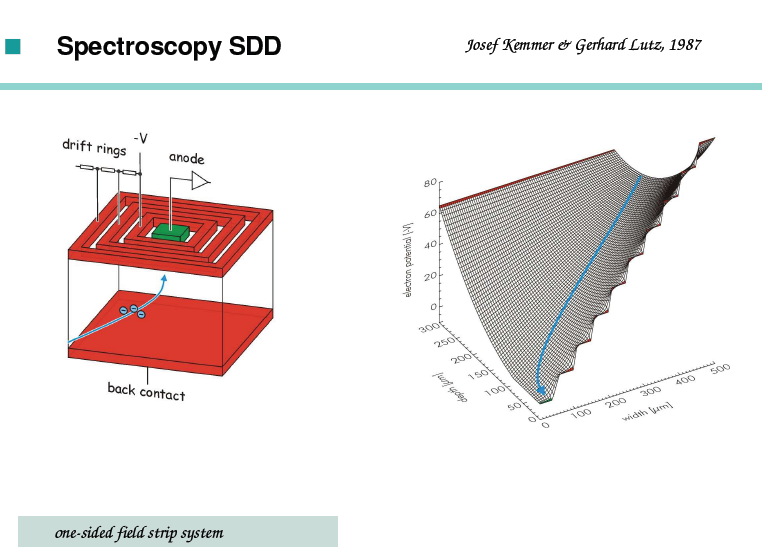 Spectroscopy SDD
Josef Kemmer & Gerhard Lutz, 1987
-V
drift rings
anode
back contact
80
60
40
20
0
electron potential [-V]
300
250
200
150
100
50
0
depth [µm]
0
100
200
300
400
500
width [µm]
one-sided field strip system